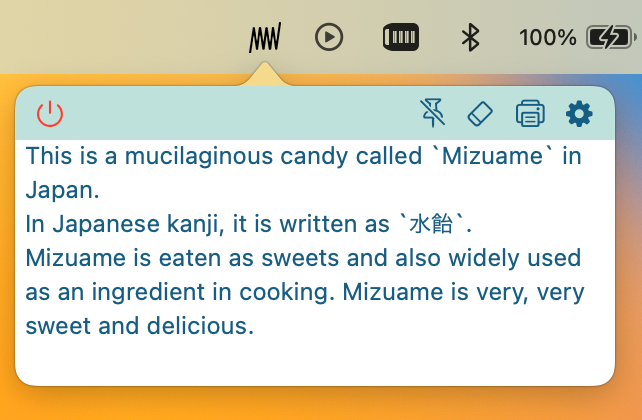 100%
This is a mucilaginous candy called `Mizuame` in
Japan.
In Japanese kanji, it is written as `水飴`.
Mizuame is eaten as sweets and also widely used
as an ingredient in cooking. Mizuame is very, very
sweet and delicious.